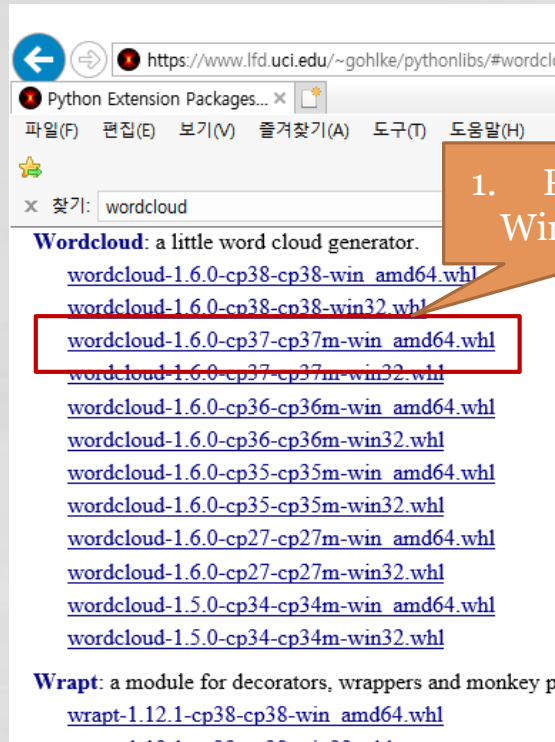 https://www.lfd.uci.edu/~gohlke/pythonlibs/#wordcl
Python Extension Packages...
파일(F) 편집(E) 보기(V) 즐겨찾기(A) 도구(T) 도움말(H)
x 찾기: wordcloud
1.
Wordcloud: a little word cloud generator.
wordcloud-1.6.0-cp38-cp38-win_amd64.whl
wordcloud-1.6.0-cp38-cp38-win32.whl
wordcloud-1.6.0-cp37-cp37m-win_amd64.whl
wordcloud-1.6.0-cp37-cp37m-win32.whl
wordcloud-1.6.0-cp36-cp36m-win_amd64.whl
wordcloud-1.6.0-cp36-cp36m-win32.whl
wordcloud-1.6.0-cp35-cp35m-win_amd64.whl
wordcloud-1.6.0-cp35-cp35m-win32.whl
wordcloud-1.6.0-cp27-cp27m-win_amd64.whl
wordcloud-1.6.0-cp27-cp27m-win32.whl
wordcloud-1.5.0-cp34-cp34m-win_amd64.whl
wordcloud-1.5.0-cp34-cp34m-win32.whl
Wrapt: a module for decorators, wrappers and monkey p
wrapt-1.12.1-cp38-cp38-win_amd64.whl